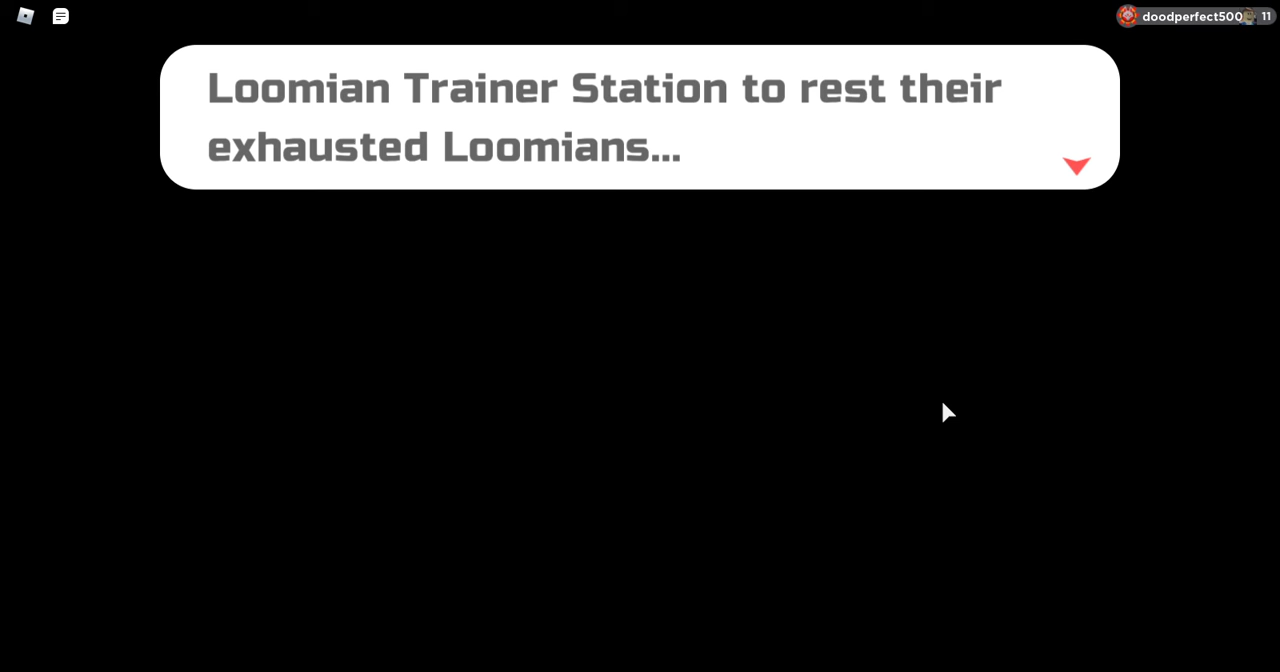 doodperfect500
11
Loomian Trainer Station to rest their
exhausted Loomians...